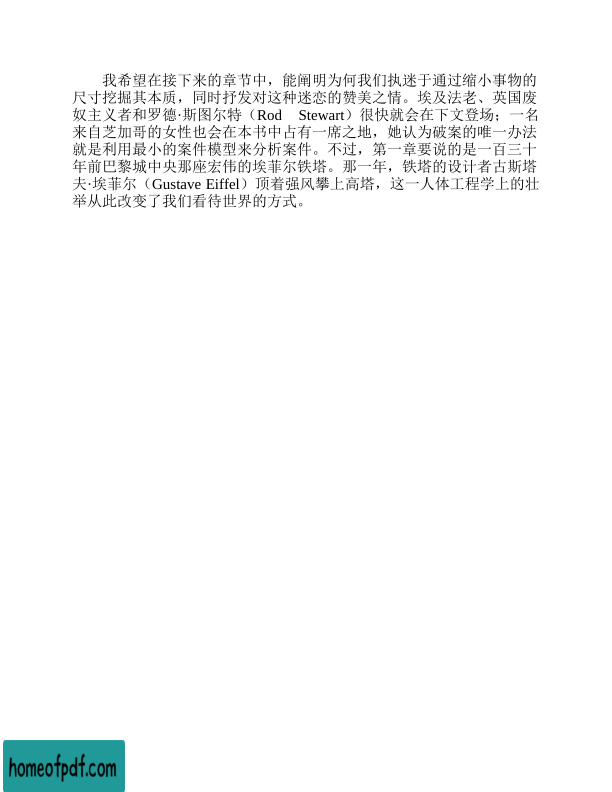 我希望在接下来的章节中，能阐明为何我们执迷于通过缩小事物的
尺寸挖掘其本质，同时抒发对这种迷恋的赞美之情。埃及法老、英国废
奴主义者和罗德·斯图尔特（Rod Stewart）很快就会在下文登场；一名
来自芝加哥的女性也会在本书中占有一席之地，她认为破案的唯一办法
就是利用最小的案件模型来分析案件。不过，第一章要说的是一百三十
年前巴黎城中央那座宏伟的埃菲尔铁塔。那一年，铁塔的设计者古斯塔
夫·埃菲尔（Gustave Eiffel）顶着强风攀上高塔，这一人体工程学上的壮
举从此改变了我们看待世界的方式。
homeofpdf.com